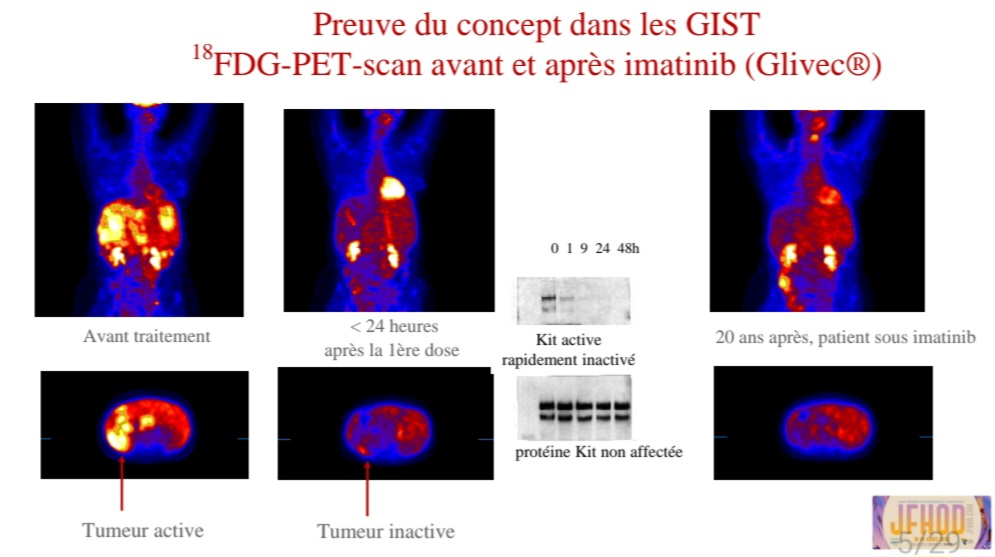 Preuve du concept dans les GIST
18FDG-PET-scan avant et après imatinib (Glivec®)
0 1 9 24 48h
Avant traitement
< 24 heures
après la 1ère dose
Kit active
rapidement inactivé
20 ans après, patient sous imatinib
protéine Kit non affectée
Tumeur active
Tumeur inactive
JFHOD
5/29